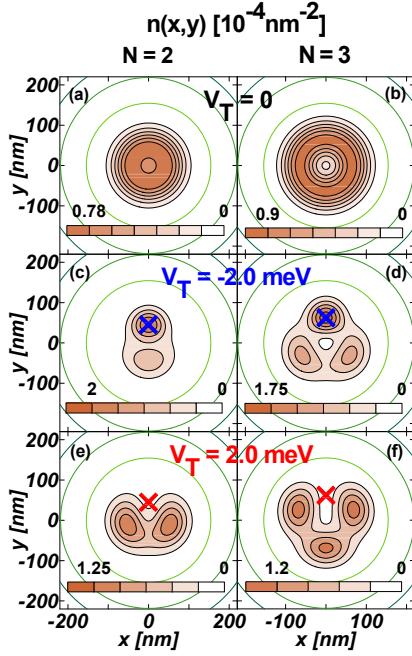 n(x,y) [10⁻⁴nm⁻²]
N = 2 N = 3
200
100
y [nm]
0
-100
(a)
0.78 0
V_T = 0
(b)
0.9 0
200
100
y [nm]
0
-100
(c)
2 0
V_T = -2.0 meV
(d)
1.75 0
200
100
y [nm]
0
-100
-200
(e)
1.25 0
V_T = 2.0 meV
(f)
1.2 0
-200 0 200
x [nm]
-100 0 100
x [nm]